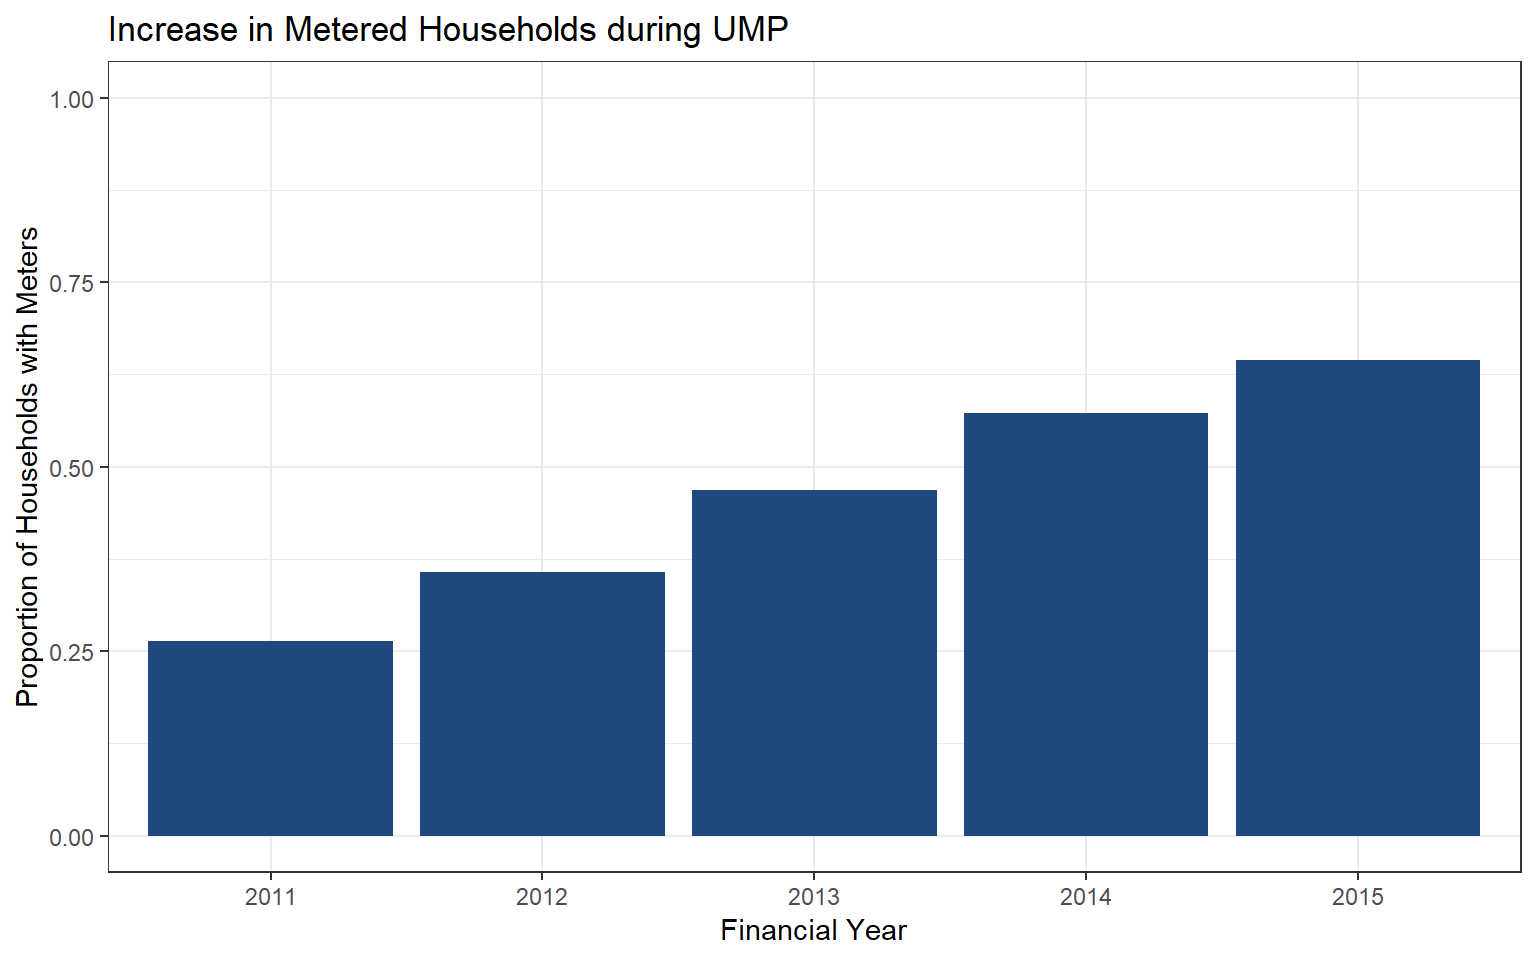 Increase in Metered Households during UMP
Proportion of Households with Meters
1.00
0.75
0.50
0.25
0.00
2011 2012 2013 2014 2015
Financial Year